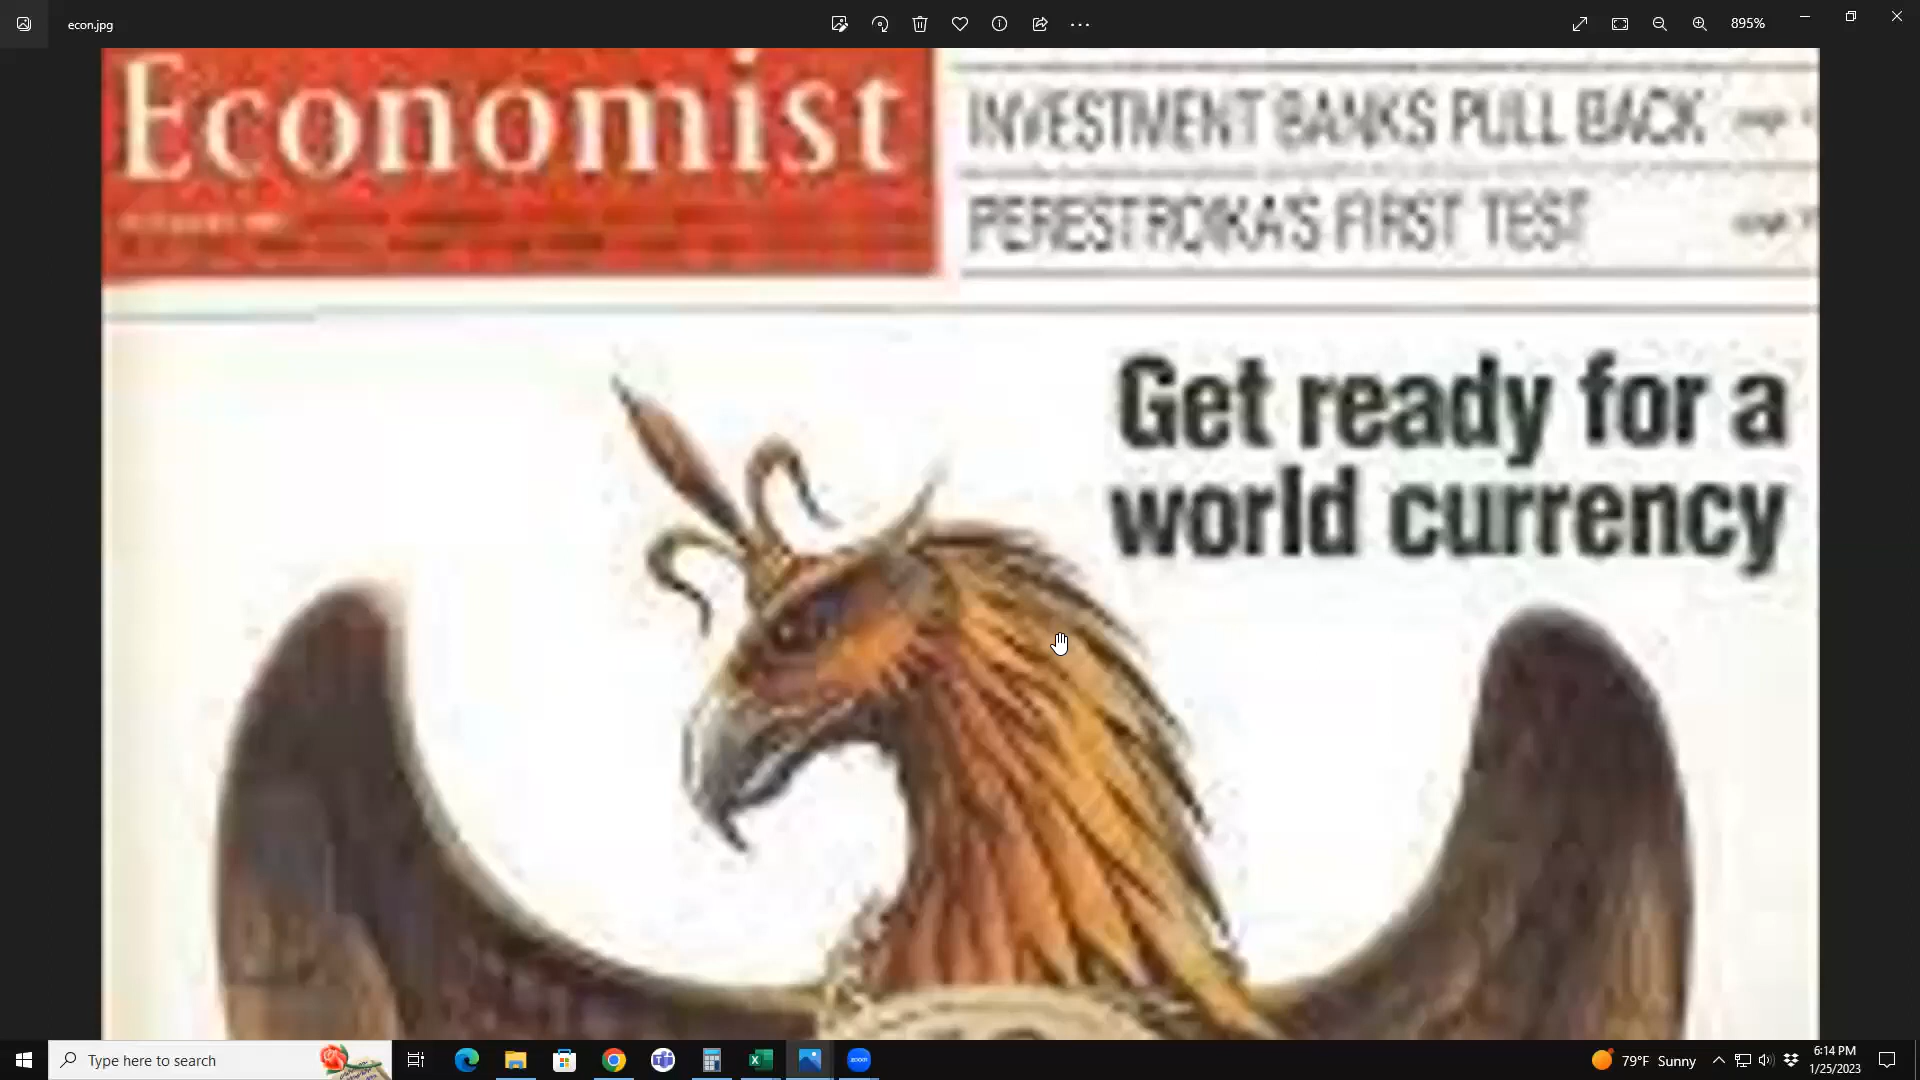 econ.jpg
895%
Economist
INVESTMENT BANKS PULL BACK
PERESTROIKA'S FIRST TEST
Get ready for a
world currency
Type here to search
zoom
79°F Sunny
6:14 PM
1/25/2023